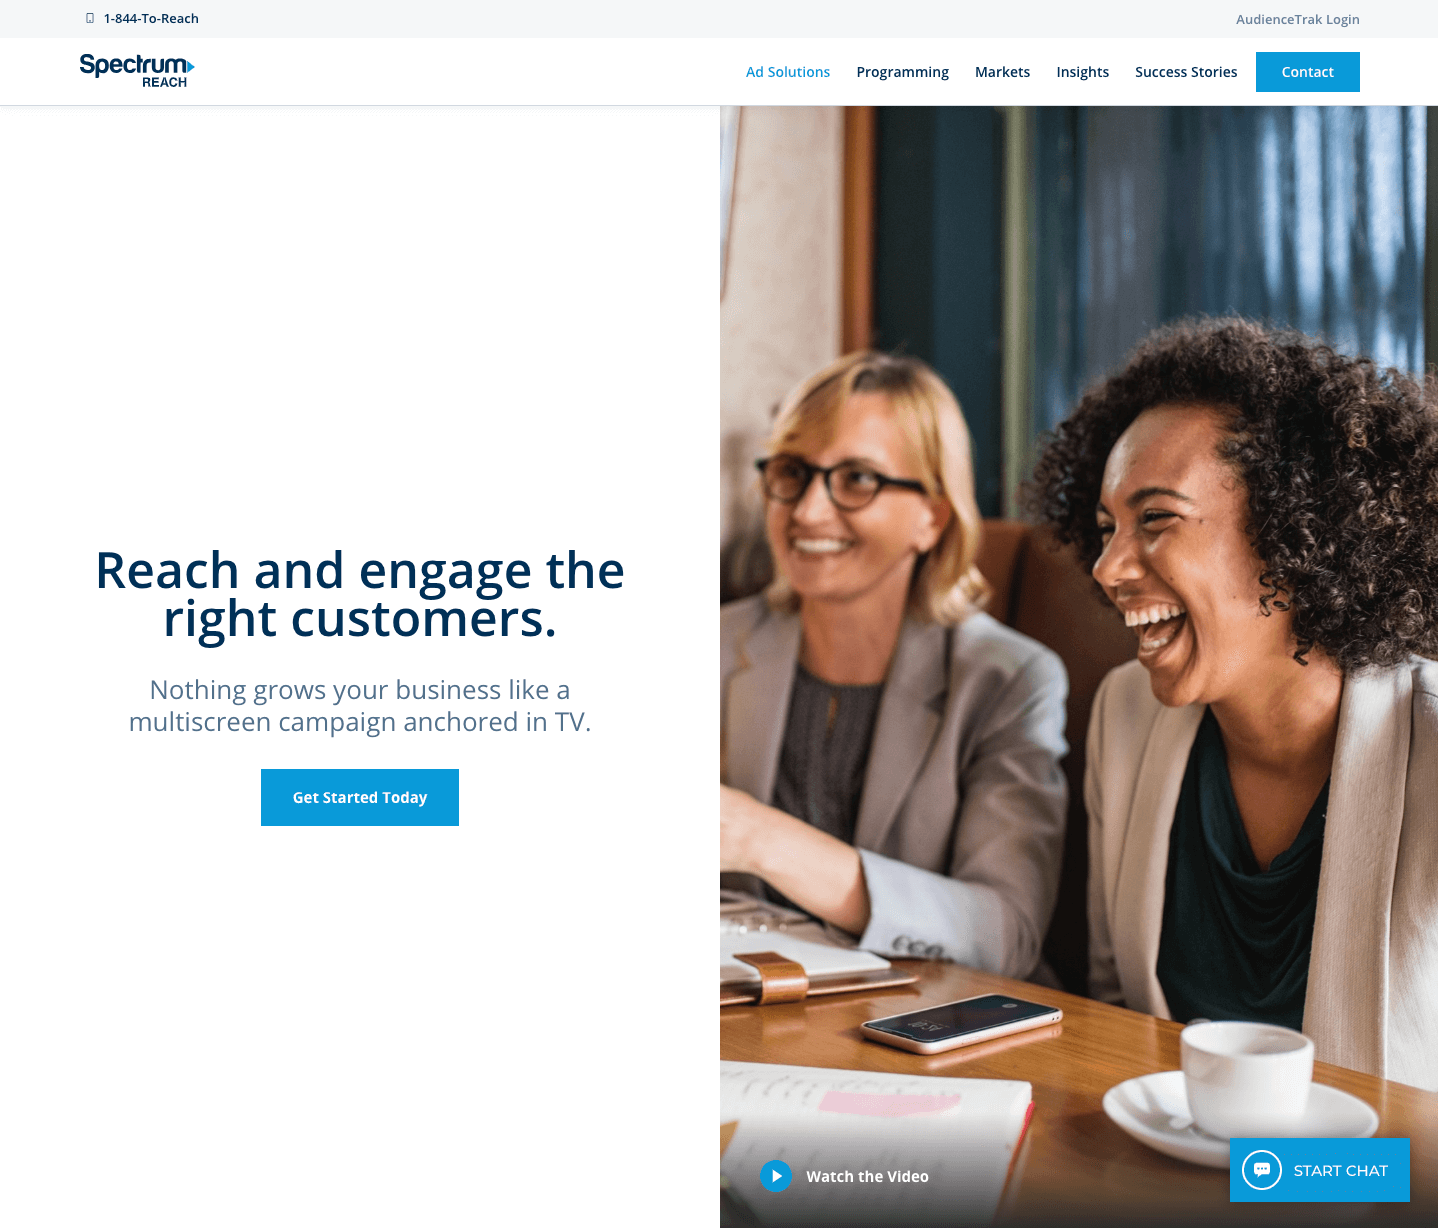 1-844-To-Reach
AudienceTrak Login
Spectrum
REACH
Ad Solutions
Programming
Markets
Insights
Success Stories
Contact
Reach and engage the
right customers.
Nothing grows your business like a
multiscreen campaign anchored in TV.
Get Started Today
Watch the Video
START CHAT